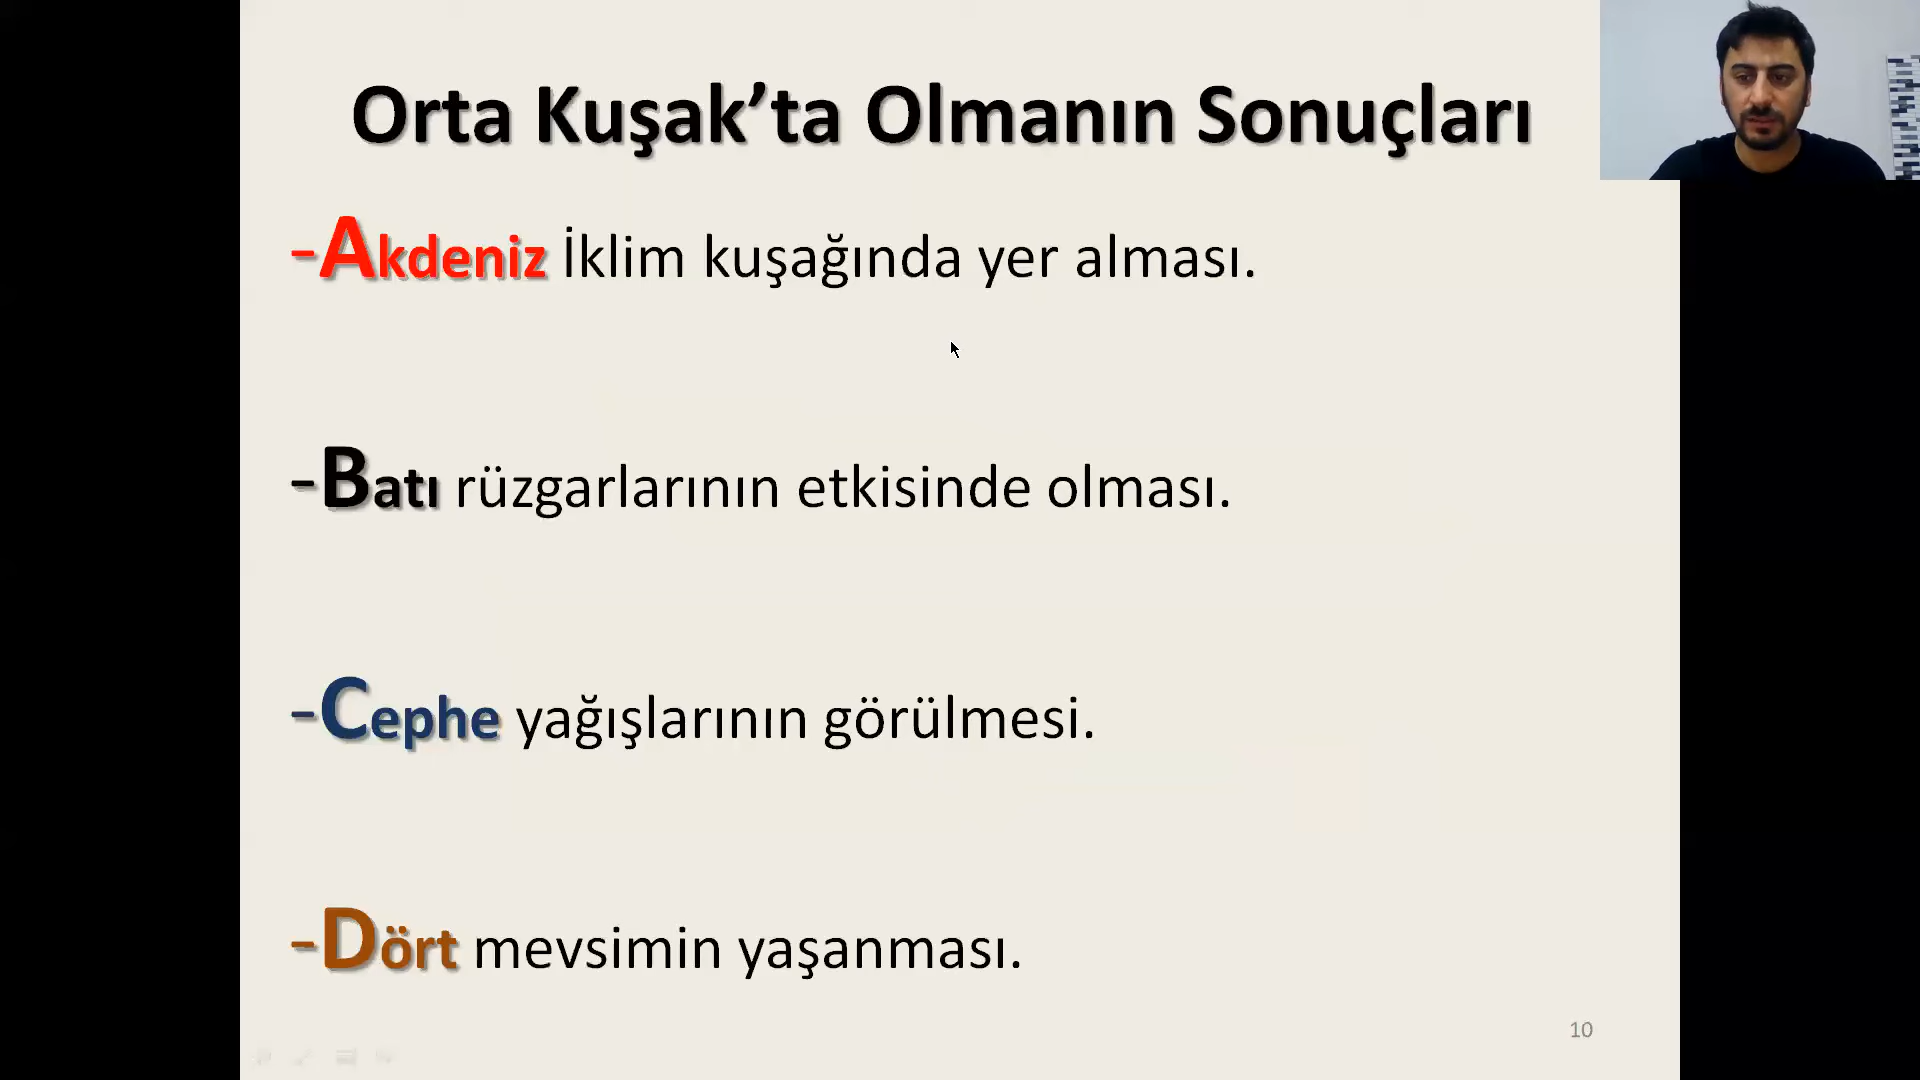 Orta Kuşak’ta Olmanın Sonuçları
-Akdeniz İklim kuşağında yer alması.
-Batı rüzgarlarının etkisinde olması.
-Cephe yağışlarının görülmesi.
-Dört mevsimin yaşanması.
10